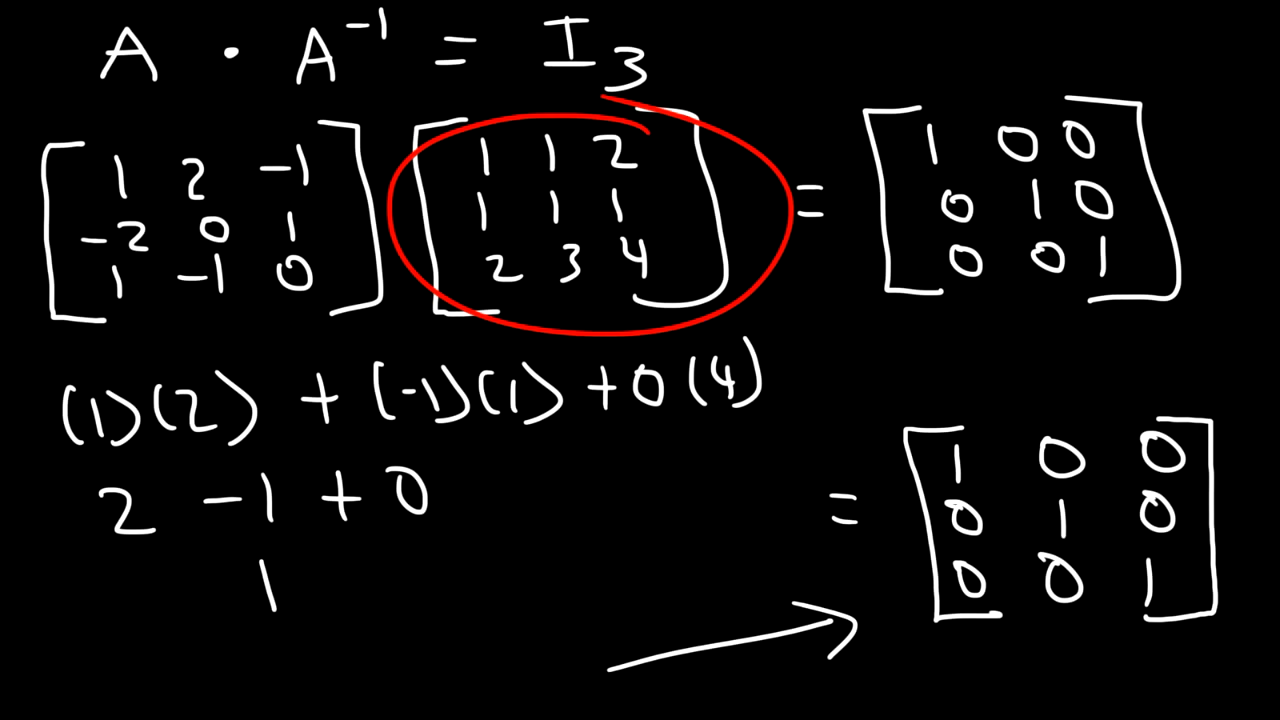 A · A⁻¹ = I₃
[1 2 -1] [1 1 2] = [1 0 0]
[-2 0 1] [1 1 1] [0 1 0]
[1 -1 0] [2 3 4] [0 0 1]
(1)(2) + (-1)(1) + 0(4)
2 -1 + 0
1
= [1 0 0]
[0 1 0]
[0 0 1]